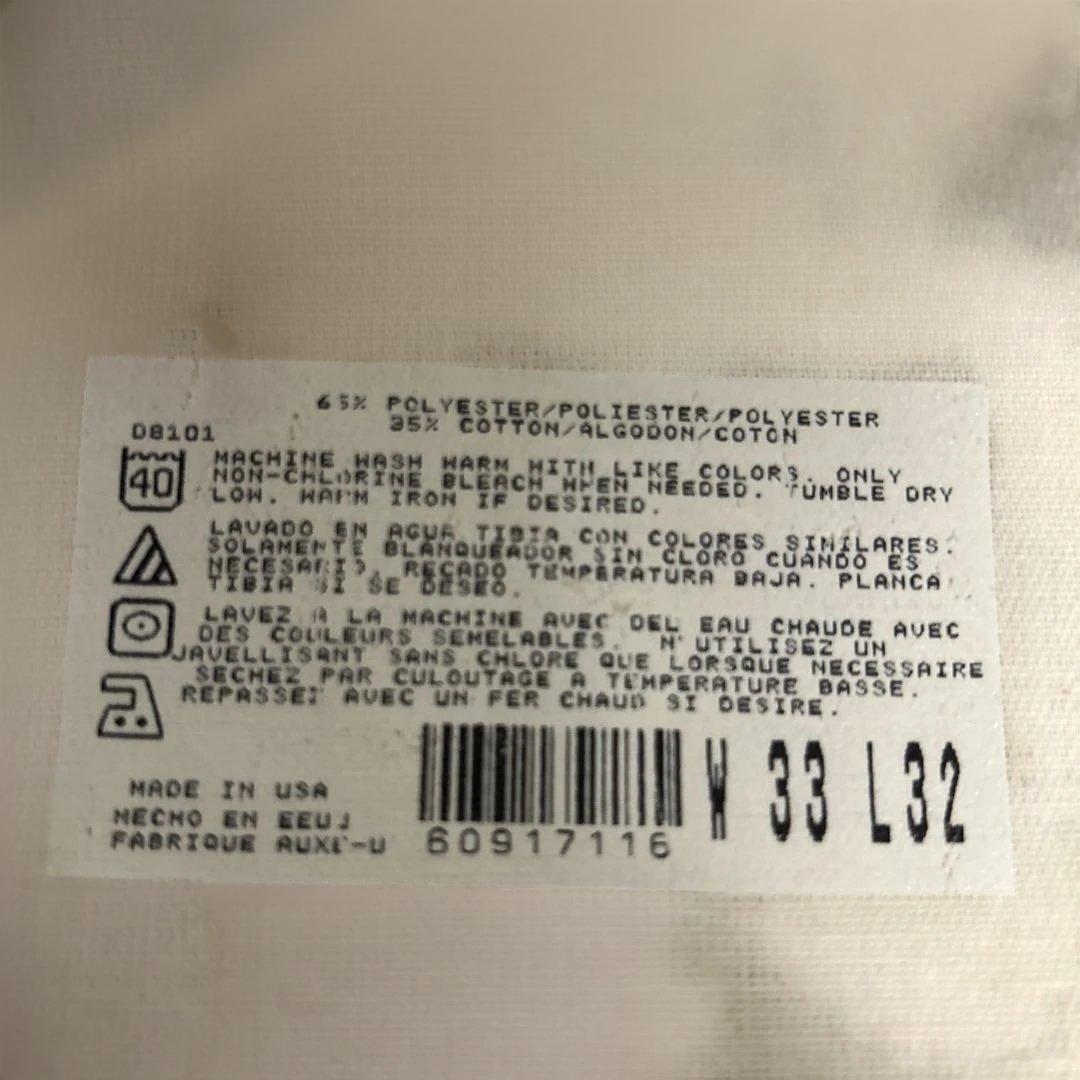 65% POLYESTER/POLIESTER/POLYESTER
35% COTTON/ALGODON/COTON
D8101
40
MACHINE WASH WARM WITH LIKE COLORS. ONLY
NON-CHLORINE BLEACH WHEN NEEDED. TUMBLE DRY
LOW. WARM IRON IF DESIRED.
LAVADO EN AGUA TIBIA CON COLORES SIMILARES.
SOLAMENTE BLANQUEADOR SIN CLORO CUANDO ES
NECESARIO. RECADO TEMPERATURA BAJA. PLANCA
TIBIA SI SE DESEO.
LAVEZ A LA MACHINE AVEC DEL EAU CHAUDE AVEC
DES COULEURS SEMELABLES. N'UTILISEZ UN
JAVELLISANT SANS CHLORE QUE LORSQUE NECESSAIRE
SECHEZ PAR CULOUTAGE A TEMPERATURE BASSE.
REPASSEZ AVEC UN FER CHAUD SI DESIRE.
MADE IN USA
HECHO EN EEUU
FABRIQUE AUX E-U
60917116
W 33 L32